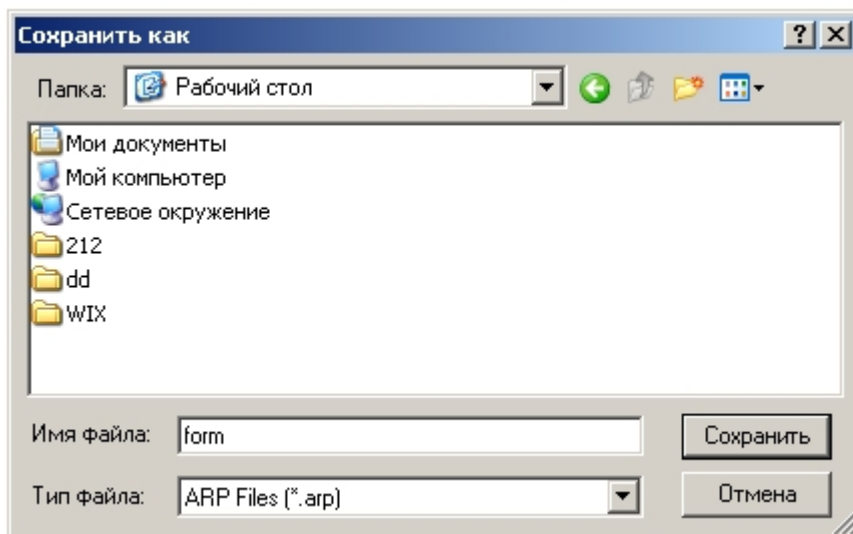 Сохранить как
Папка: Рабочий стол
Мои документы
Мой компьютер
Сетевое окружение
212
dd
WIX
Имя файла: form Сохранить
Тип файла: ARP Files (*.arp) Отмена